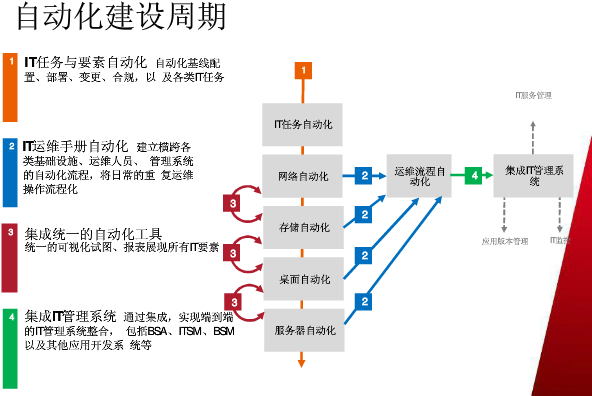 自动化建设周期
1
IT任务与要素自动化 自动化基线配
置、部署、变更、合规，以 及各类IT任务
2
IT运维手册自动化 建立横跨各
类基础设施、运维人员、 管理系统
的自动化流程，将日常的重 复运维
操作流程化
3
集成统一的自动化工具
统一的可视化试图、报表展现所有IT要素
4
集成IT管理系统 通过集成，实现端到端
的IT管理系统整合， 包括BSA、ITSM、BSM
以及其他应用开发系 统等
1
IT任务自动化
网络自动化
存储自动化
桌面自动化
服务器自动化
3
3
3
2
2
2
2
运维流程自
动化
4
集成IT管理系
统
IT服务管理
应用版本管理
IT监控